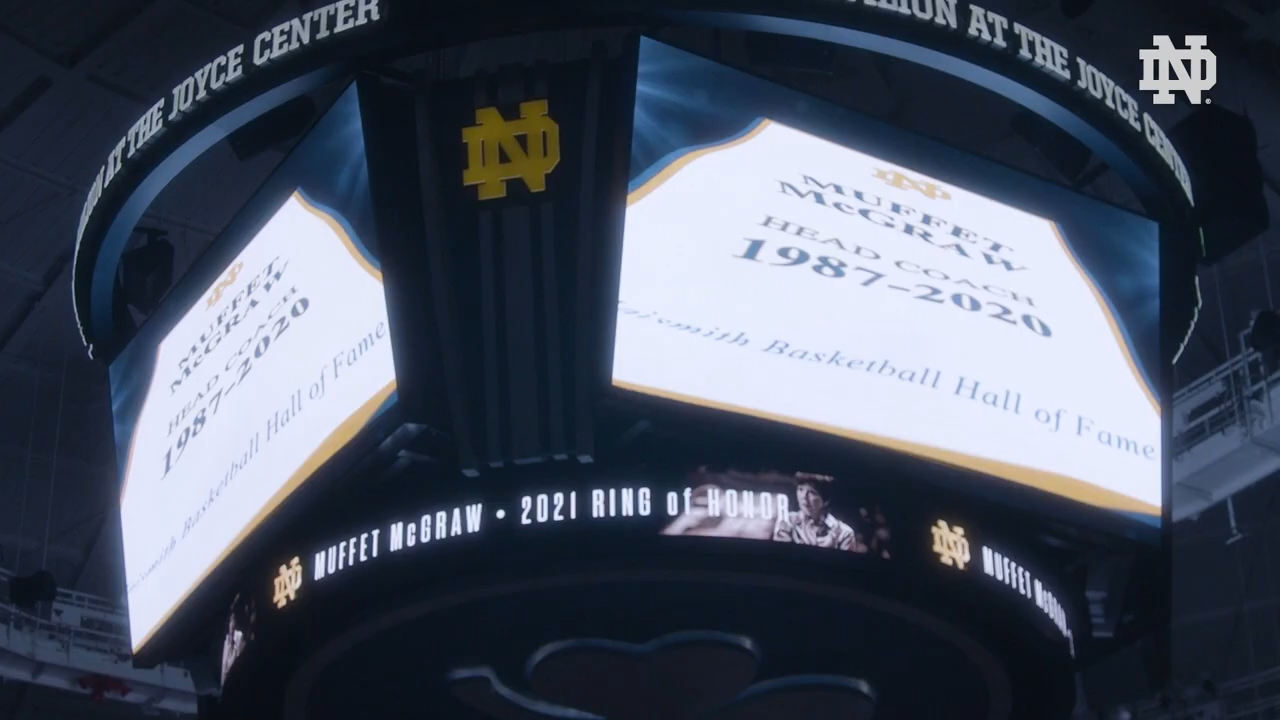 AT THE JOYCE CENTER
AT THE JOYCE CENTER
ND
ND
ND
MUFFET
McGRAW
HEAD COACH
1987-2020
Basketball Hall of Fame
ND
MUFFET
McGRAW
HEAD COACH
1987-2020
Basketball Hall of Fame
ND MUFFET McGRAW • 2021 RING of HONOR
ND MUFFET